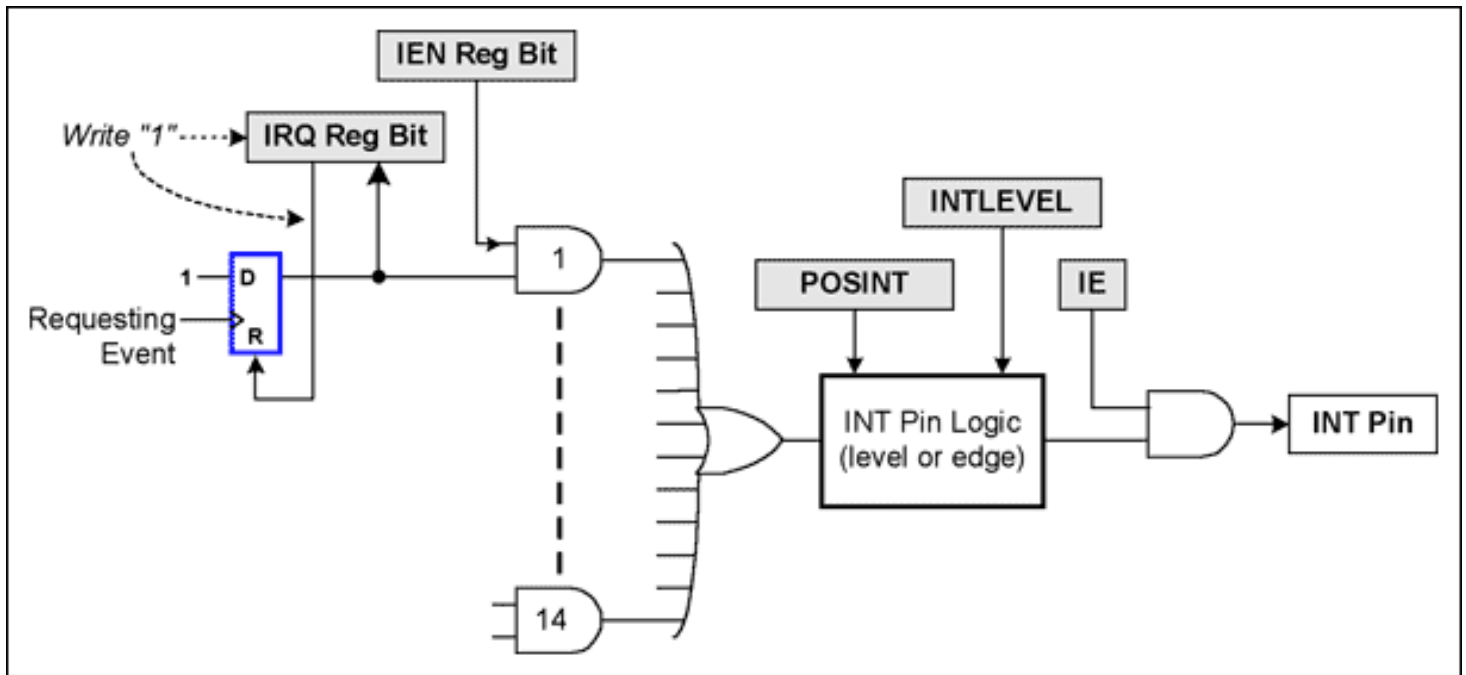 IEN Reg Bit
Write "1"
IRQ Reg Bit
INTLEVEL
1
POSINT
IE
1
D
Requesting
Event
R
INT Pin Logic
(level or edge)
INT Pin
14